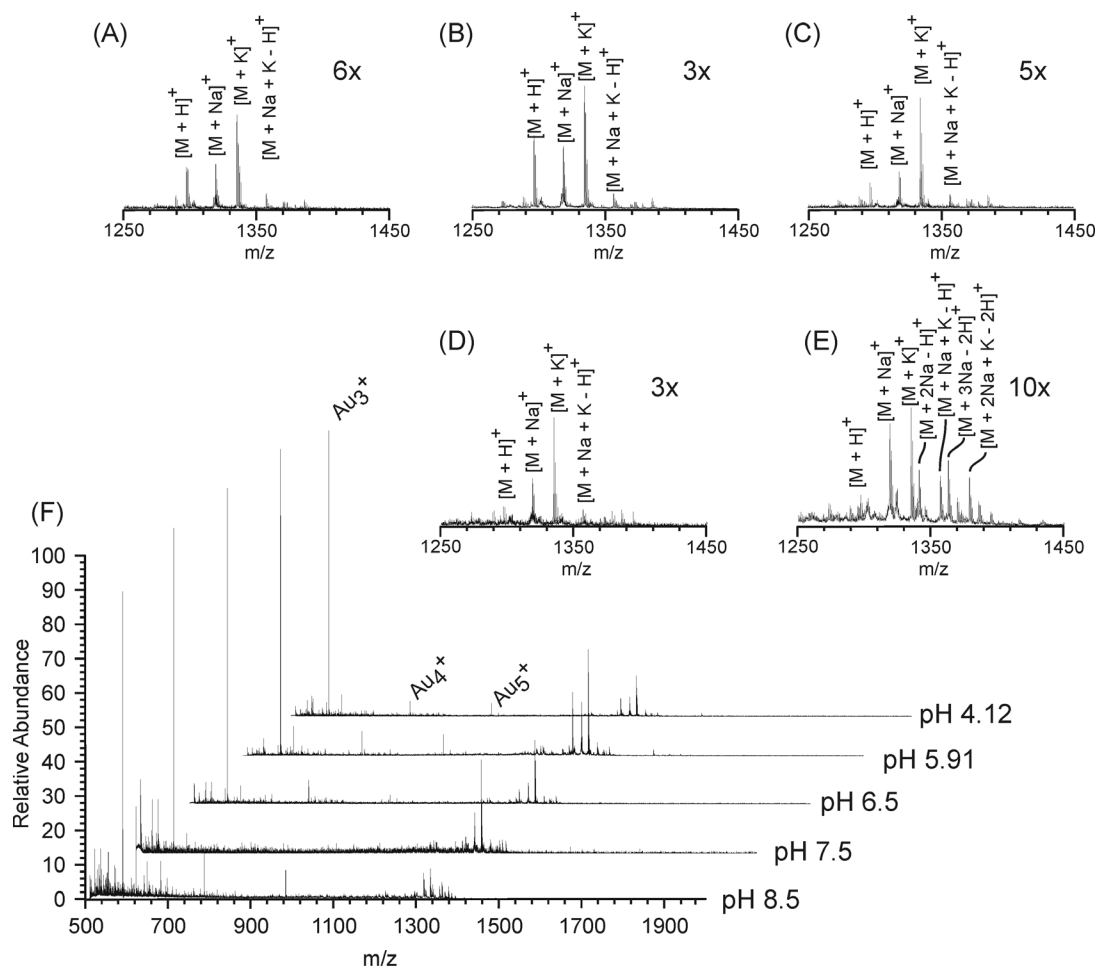 (A)
[M + H]+
[M + Na]+
[M + K]+
[M + Na + K - H]+
6x
1250
1350
1450
m/z
(B)
[M + H]+
[M + Na]+
[M + K]+
[M + Na + K - H]+
3x
1250
1350
1450
m/z
(C)
[M + H]+
[M + Na]+
[M + K]+
[M + Na + K - H]+
5x
1250
1350
1450
m/z
(D)
[M + H]+
[M + Na]+
[M + K]+
[M + Na + K - H]+
3x
1250
1350
1450
m/z
(E)
[M + H]+
[M + Na]+
[M + K]+
[M + 2Na - H]+
[M + Na + K - H]+
[M + 3Na - 2H]+
[M + 2Na + K - 2H]+
10x
1250
1350
1450
m/z
(F)
Au3+
Au4+
Au5+
Relative Abundance
100
90
80
70
60
50
40
30
20
10
0
pH 4.12
pH 5.91
pH 6.5
pH 7.5
pH 8.5
500
700
900
1100
1300
1500
1700
1900
m/z